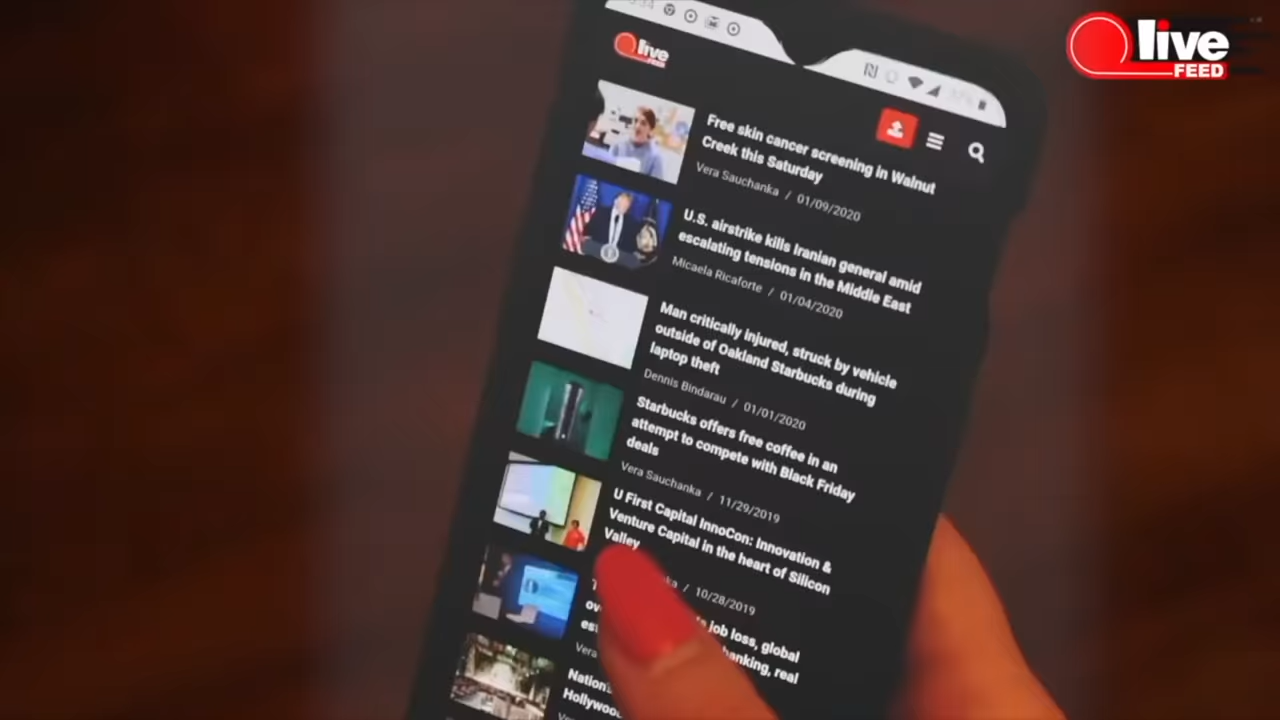 live
FEED
live
FEED
Free skin cancer screening in Walnut
Creek this Saturday
Vera Sauchanka / 01/09/2020
U.S. airstrike kills Iranian general amid
escalating tensions in the Middle East
Micaela Ricaforte / 01/04/2020
Man critically injured, struck by vehicle
outside of Oakland Starbucks during
laptop theft
Dennis Bindarau / 01/01/2020
Starbucks offers free coffee in an
attempt to compete with Black Friday
deals
Vera Sauchanka / 11/29/2019
U First Capital InnoCon: Innovation &
Venture Capital in the heart of Silicon
Valley
/ 10/28/2019
job loss, global
real
Vera
Hollywood